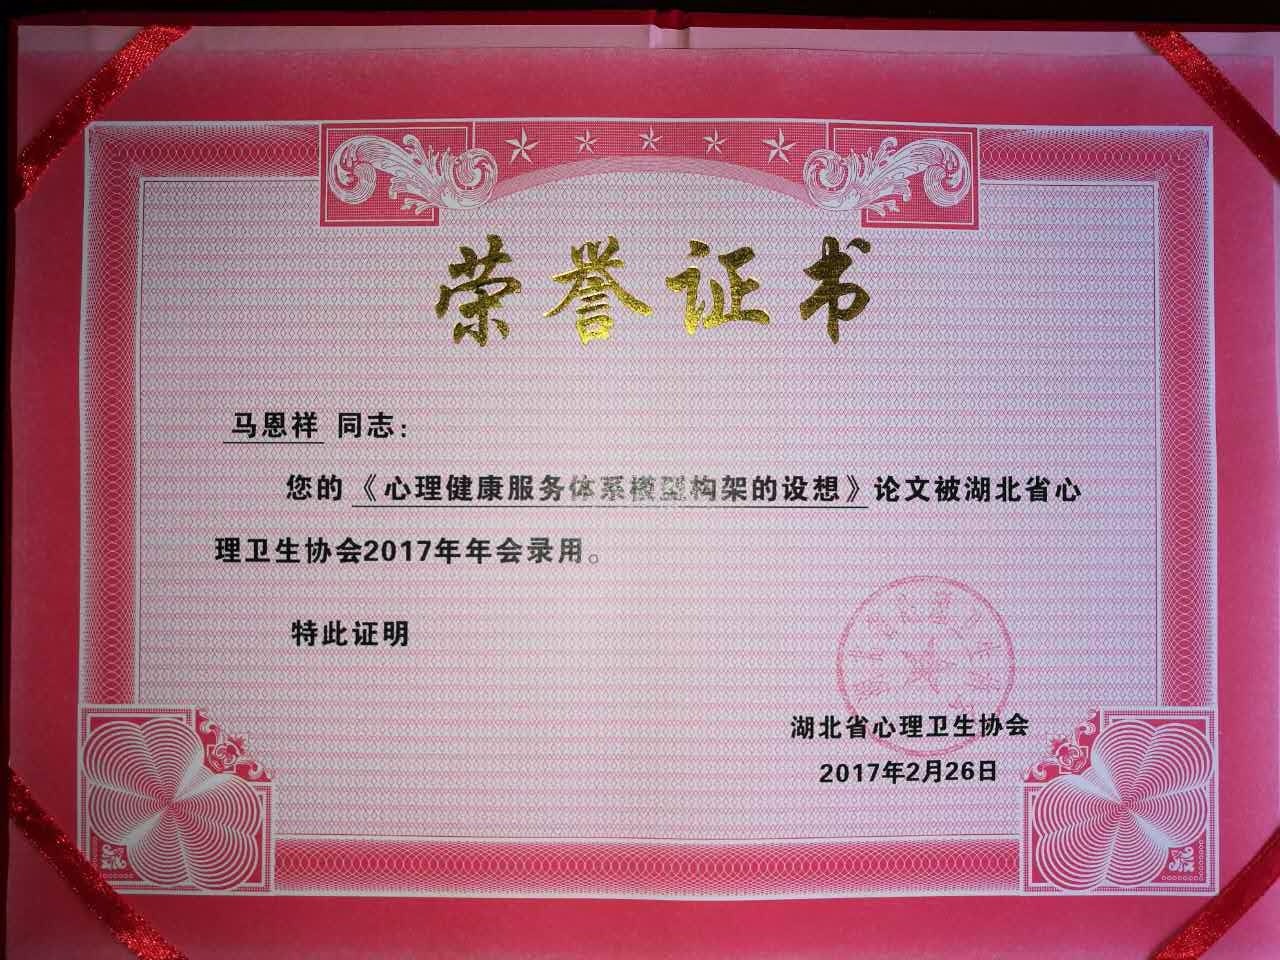 荣誉证书
马恩祥 同志：
您的《心理健康服务体系模型构架的设想》论文被湖北省心
理卫生协会2017年年会录用。
特此证明
湖北省心理卫生协会
2017年2月26日